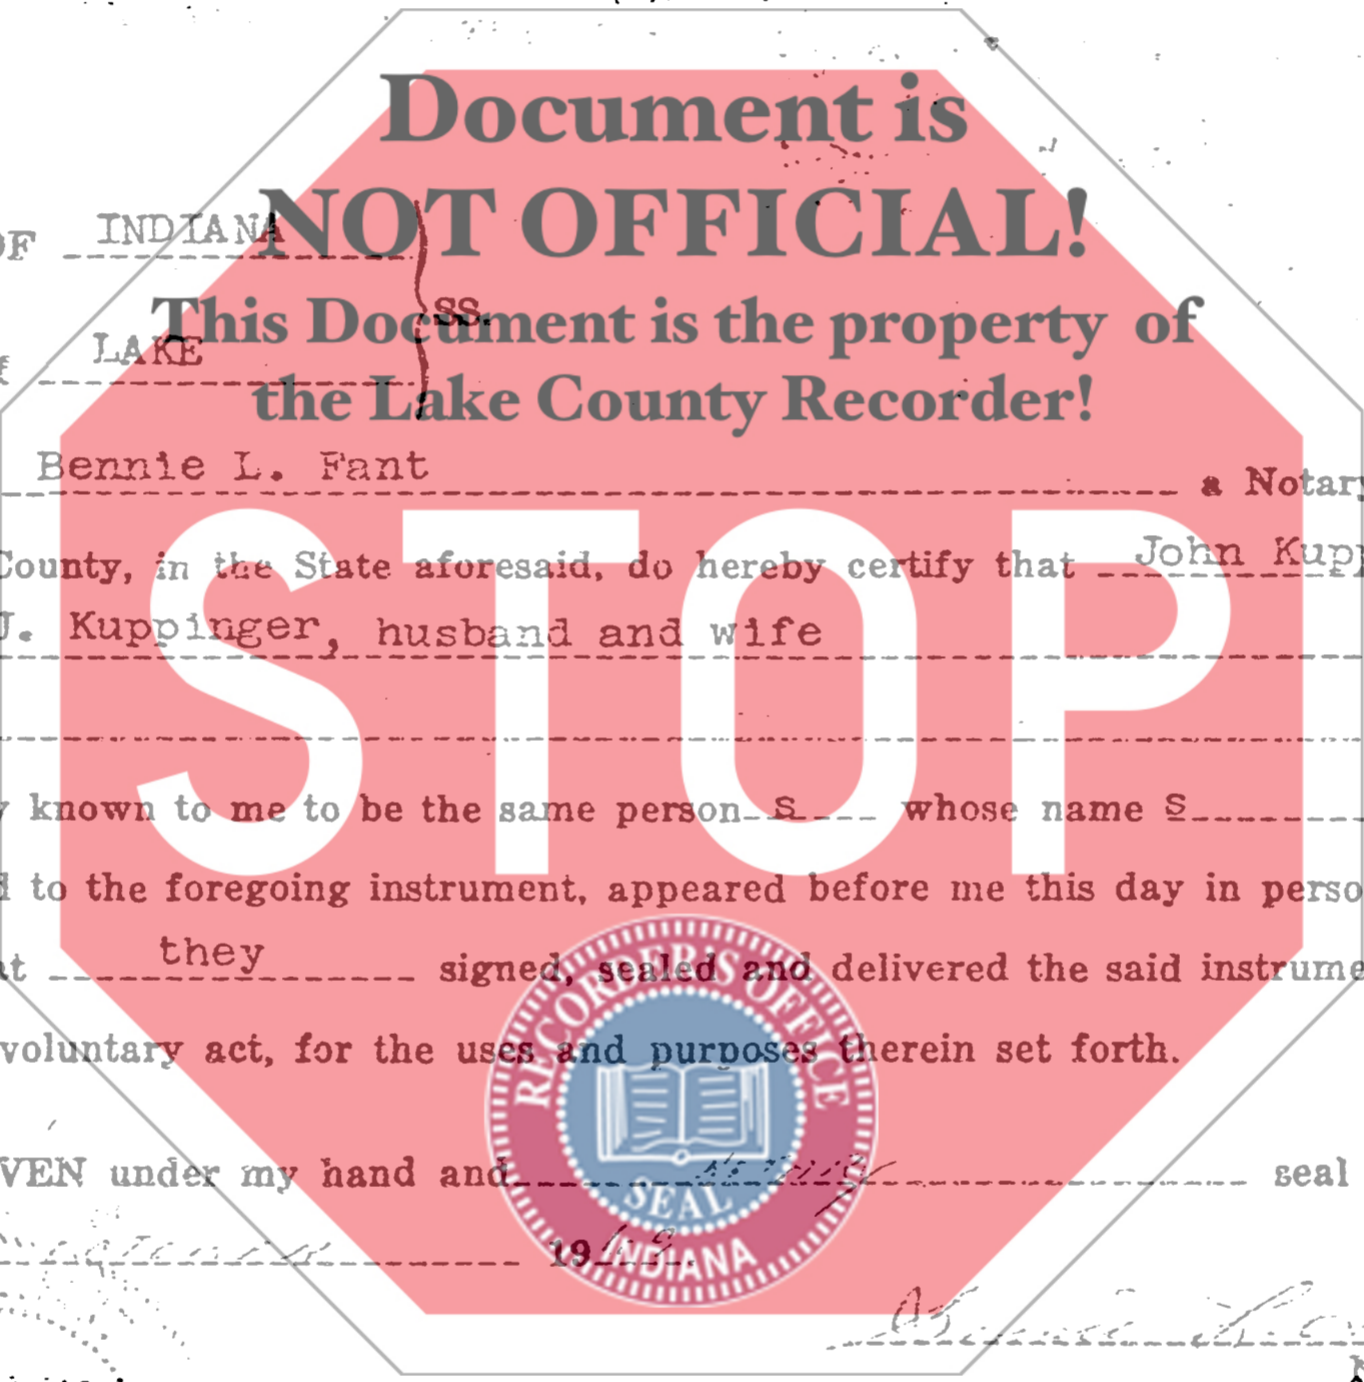 Document is
NOT OFFICIAL!
OF INDIANA
SS.
This Document is the property of
LAKE
the Lake County Recorder!
Bennie L. Fant a Notary
STOP
County, in the State aforesaid, do hereby certify that John Kupp
J. Kuppinger, husband and wife
known to me to be the same person s whose name s
to the foregoing instrument, appeared before me this day in perso
they
signed, sealed and delivered the said instrume
voluntary act, for the uses and purposes therein set forth.
RECORDER'S OFFICE
SEAL
INDIANA
VEN under my hand and seal
19